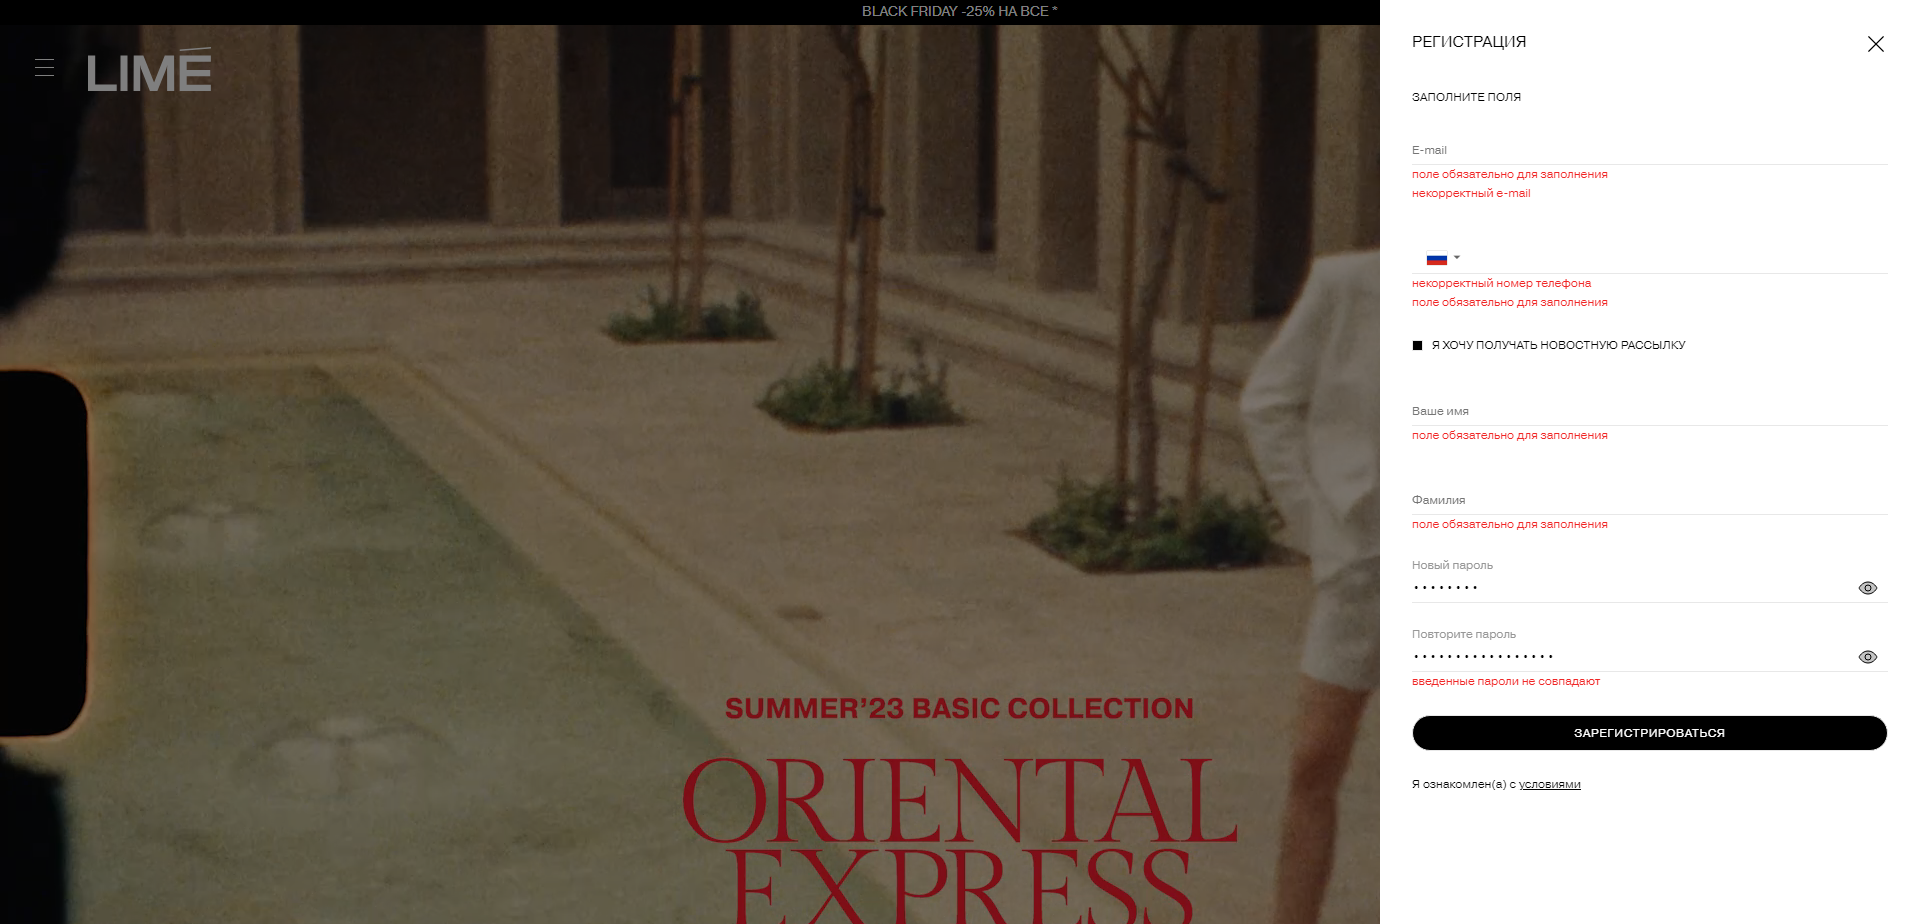 BLACK FRIDAY -25% НА ВСЕ *
LIMÉ
SUMMER’23 BASIC COLLECTION
ORIENTAL
EXPRESS
РЕГИСТРАЦИЯ
ЗАПОЛНИТЕ ПОЛЯ
E-mail
поле обязательно для заполнения
некорректный e-mail
некорректный номер телефона
поле обязательно для заполнения
Я ХОЧУ ПОЛУЧАТЬ НОВОСТНУЮ РАССЫЛКУ
Ваше имя
поле обязательно для заполнения
Фамилия
поле обязательно для заполнения
Новый пароль
Повторите пароль
введенные пароли не совпадают
ЗАРЕГИСТРИРОВАТЬСЯ
Я ознакомлен(а) с условиями